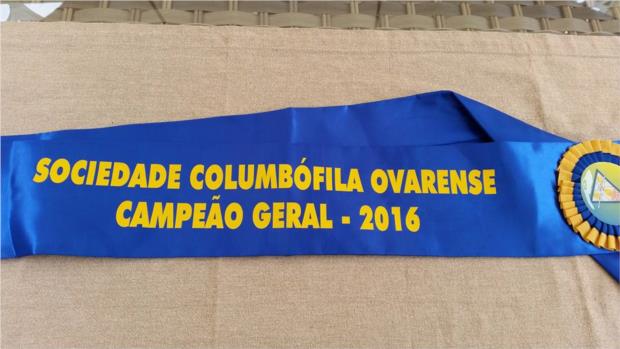 SOCIEDADE COLUMBÓFILA OVARENSE
CAMPEÃO GERAL - 2016